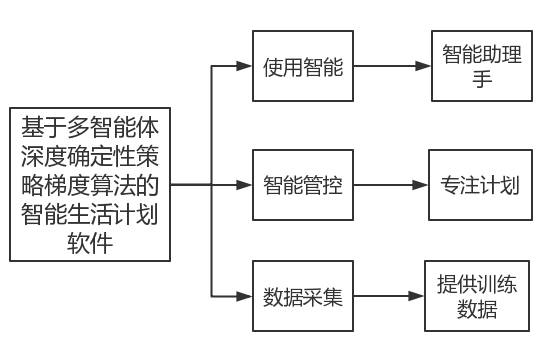 基于多智能体
深度确定性策
略梯度算法的
智能生活计划
软件
使用智能
智能助理
手
智能管控
专注计划
数据采集
提供训练
数据